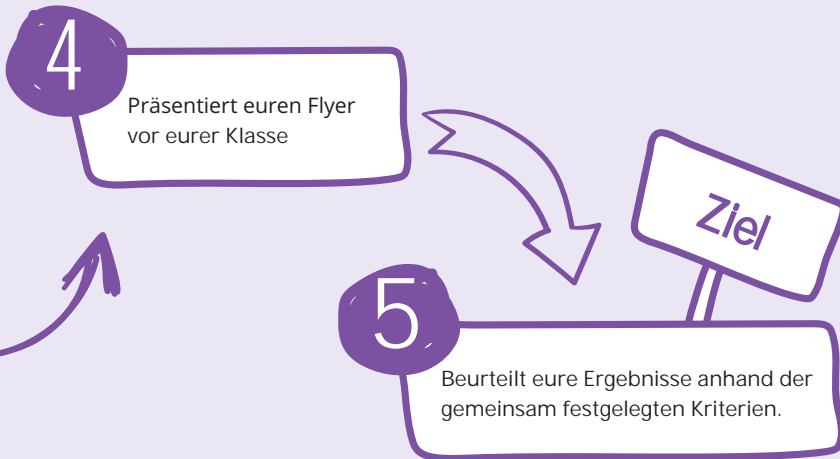 4
Präsentiert euren Flyer
vor eurer Klasse
Ziel
5
Beurteilt eure Ergebnisse anhand der
gemeinsam festgelegten Kriterien.